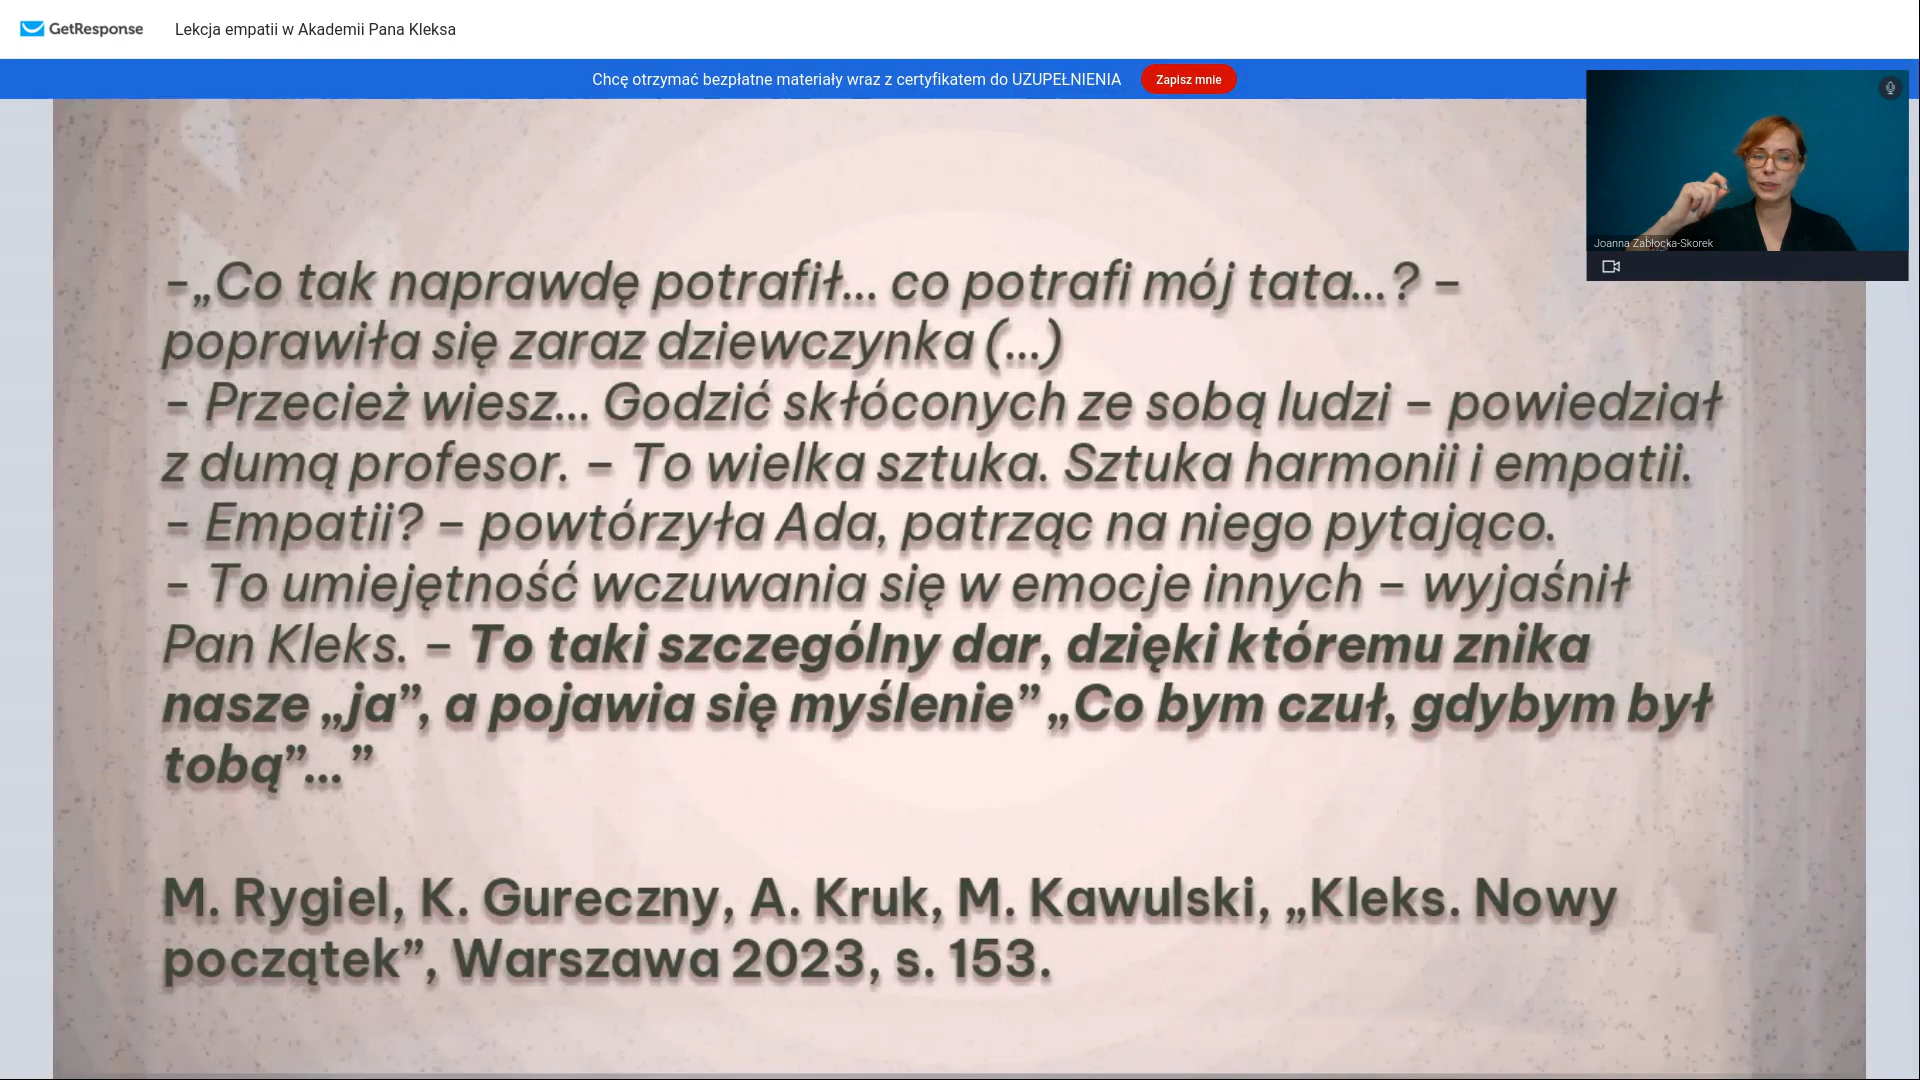 GetResponse
Lekcja empatii w Akademii Pana Kleksa
Chcę otrzymać bezpłatne materiały wraz z certyfikatem do UZUPEŁNIENIA
Zapisz mnie
Joanna Zabłocka-Skorek
–„Co tak naprawdę potrafił... co potrafi mój tata...? –
poprawiła się zaraz dziewczynka (...)
– Przecież wiesz... Godzić skłóconych ze sobą ludzi – powiedział
z dumą profesor. – To wielka sztuka. Sztuka harmonii i empatii.
– Empatii? – powtórzyła Ada, patrząc na niego pytająco.
– To umiejętność wczuwania się w emocje innych – wyjaśnił
Pan Kleks. – To taki szczególny dar, dzięki któremu znika
nasze „ja”, a pojawia się myślenie” „Co bym czuł, gdybym był
tobą”...”
M. Rygiel, K. Gureczny, A. Kruk, M. Kawulski, „Kleks. Nowy
początek”, Warszawa 2023, s. 153.